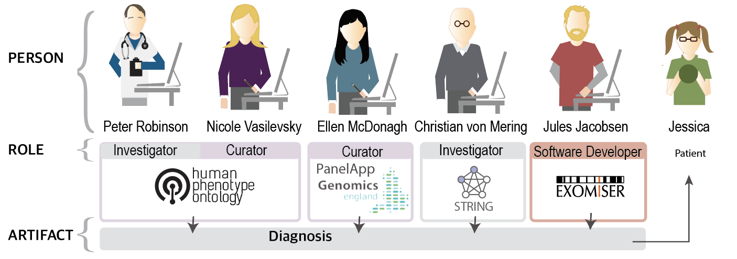 PERSON
Peter Robinson
Nicole Vasilevsky
Ellen McDonagh
Christian von Mering
Jules Jacobsen
Jessica
ROLE
Investigator
Curator
Curator
Investigator
Software Developer
Patient
human
phenotype
ontology
PanelApp
Genomics
england
STRING
EXOMISER
ARTIFACT
Diagnosis